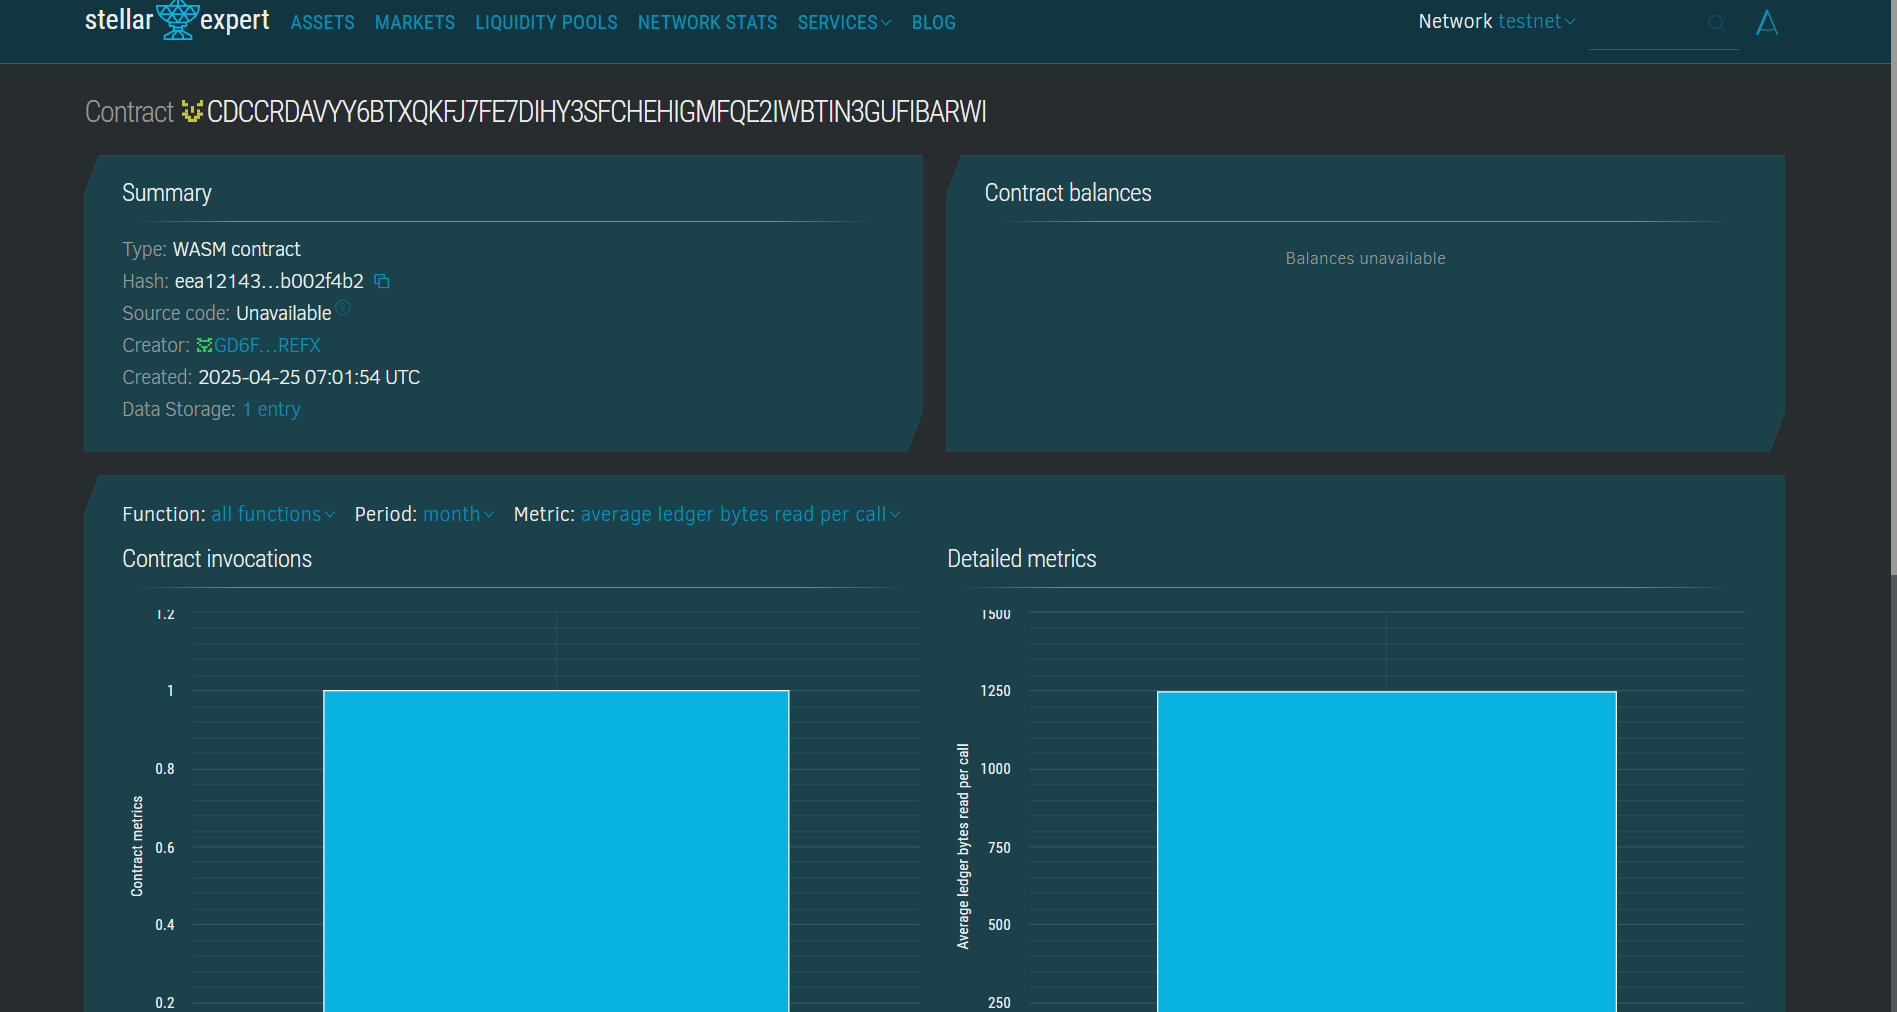 stellar expert ASSETS MARKETS LIQUIDITY POOLS NETWORK STATS SERVICES BLOG Network testnet
Contract CDCCRDAVYY6BTXQKFJ7FE7DIHY3SFCHEHIGMFQE2IWBTIN3GUFIBARWI
Summary
Type: WASM contract
Hash: eea12143...b002f4b2
Source code: Unavailable
Creator: GD6F...REFX
Created: 2025-04-25 07:01:54 UTC
Data Storage: 1 entry
Contract balances
Balances unavailable
Function: all functions Period: month Metric: average ledger bytes read per call
Contract invocations
1.2
1
0.8
0.6
0.4
0.2
Contract metrics
Detailed metrics
1500
1250
1000
750
500
250
Average ledger bytes read per call